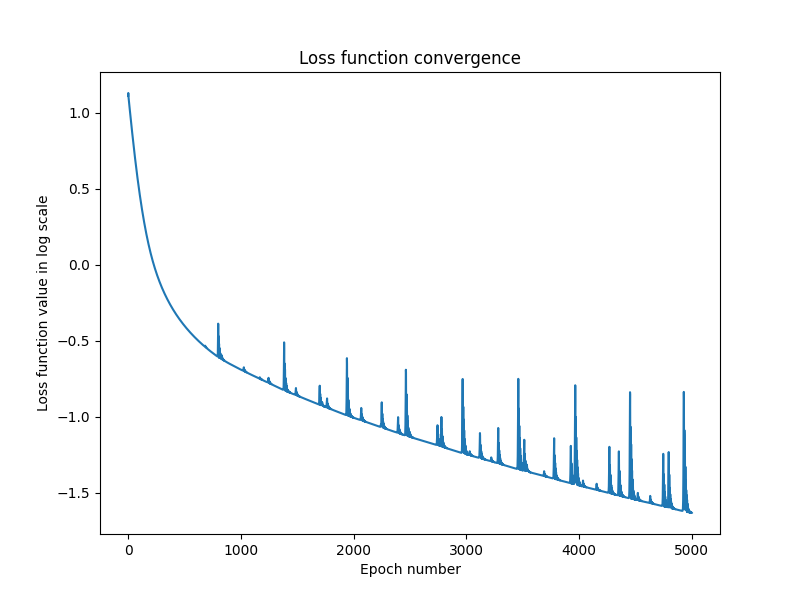 Loss function convergence
1.0
0.5
0.0
−0.5
−1.0
−1.5
Loss function value in log scale
0 1000 2000 3000 4000 5000
Epoch number